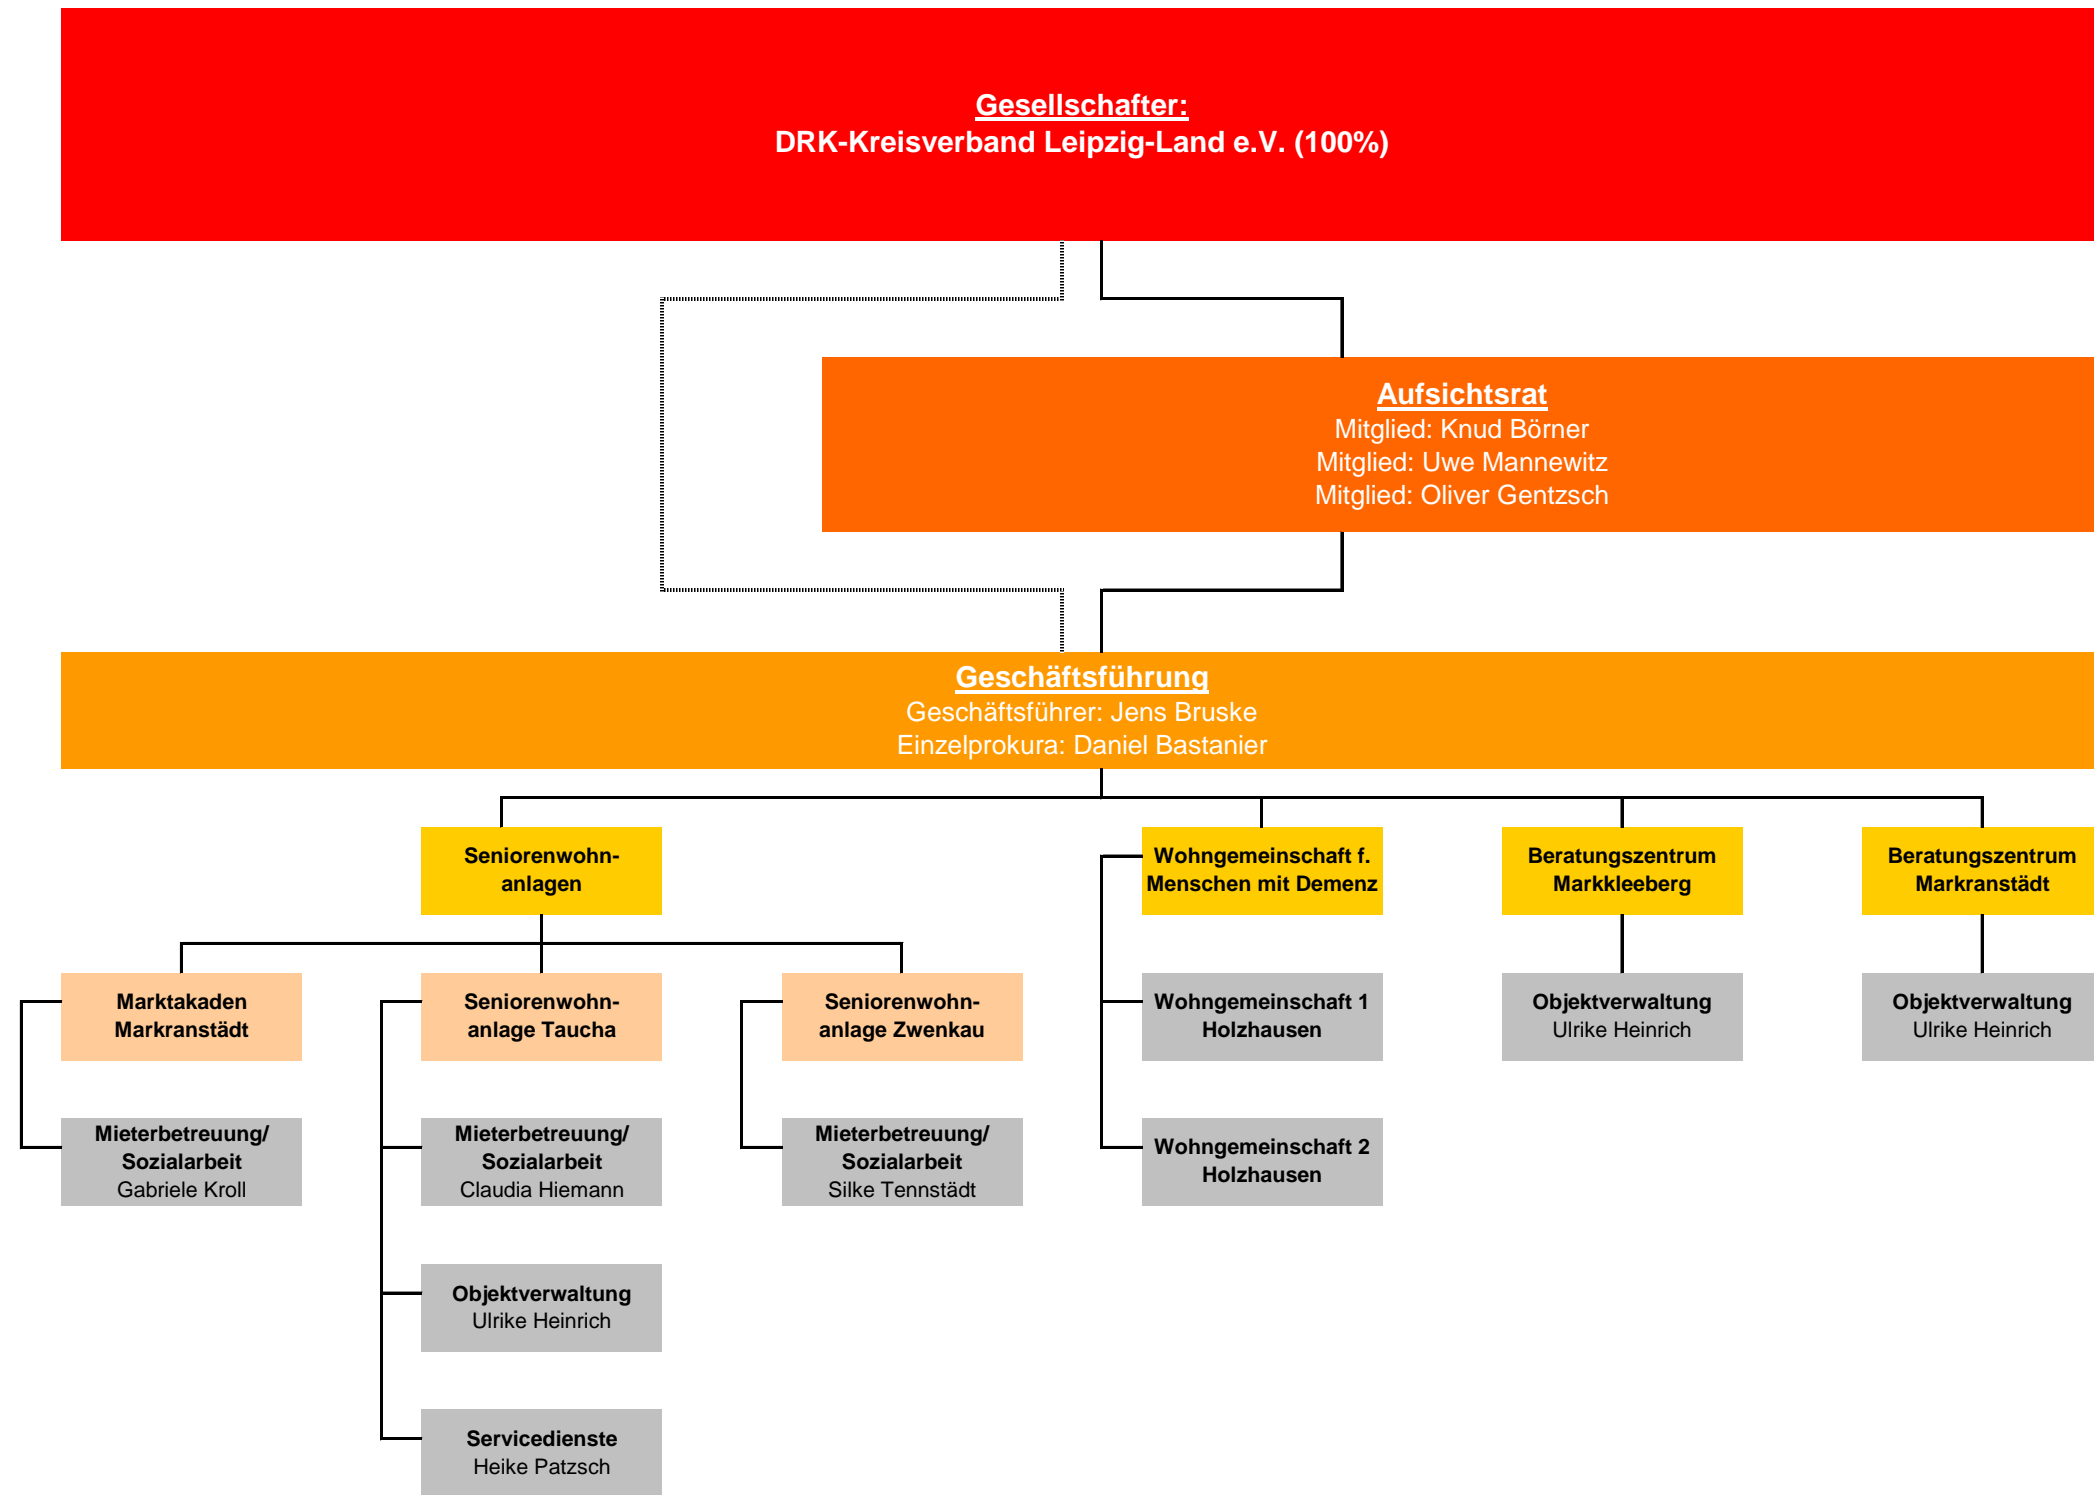 Gesellschafter:
DRK-Kreisverband Leipzig-Land e.V. (100%)
Aufsichtsrat
Mitglied: Knud Börner
Mitglied: Uwe Mannewitz
Mitglied: Oliver Gentzsch
Geschäftsführung
Geschäftsführer: Jens Bruske
Einzelprokura: Daniel Bastanier
Seniorenwohn-
anlagen
Wohngemeinschaft f.
Menschen mit Demenz
Beratungszentrum
Markkleeberg
Beratungszentrum
Markranstädt
Marktakaden
Markranstädt
Seniorenwohn-
anlage Taucha
Seniorenwohn-
anlage Zwenkau
Wohngemeinschaft 1
Holzhausen
Objektverwaltung
Ulrike Heinrich
Objektverwaltung
Ulrike Heinrich
Mieterbetreuung/
Sozialarbeit
Gabriele Kroll
Mieterbetreuung/
Sozialarbeit
Claudia Hiemann
Mieterbetreuung/
Sozialarbeit
Silke Tennstädt
Wohngemeinschaft 2
Holzhausen
Objektverwaltung
Ulrike Heinrich
Servicedienste
Heike Patzsch